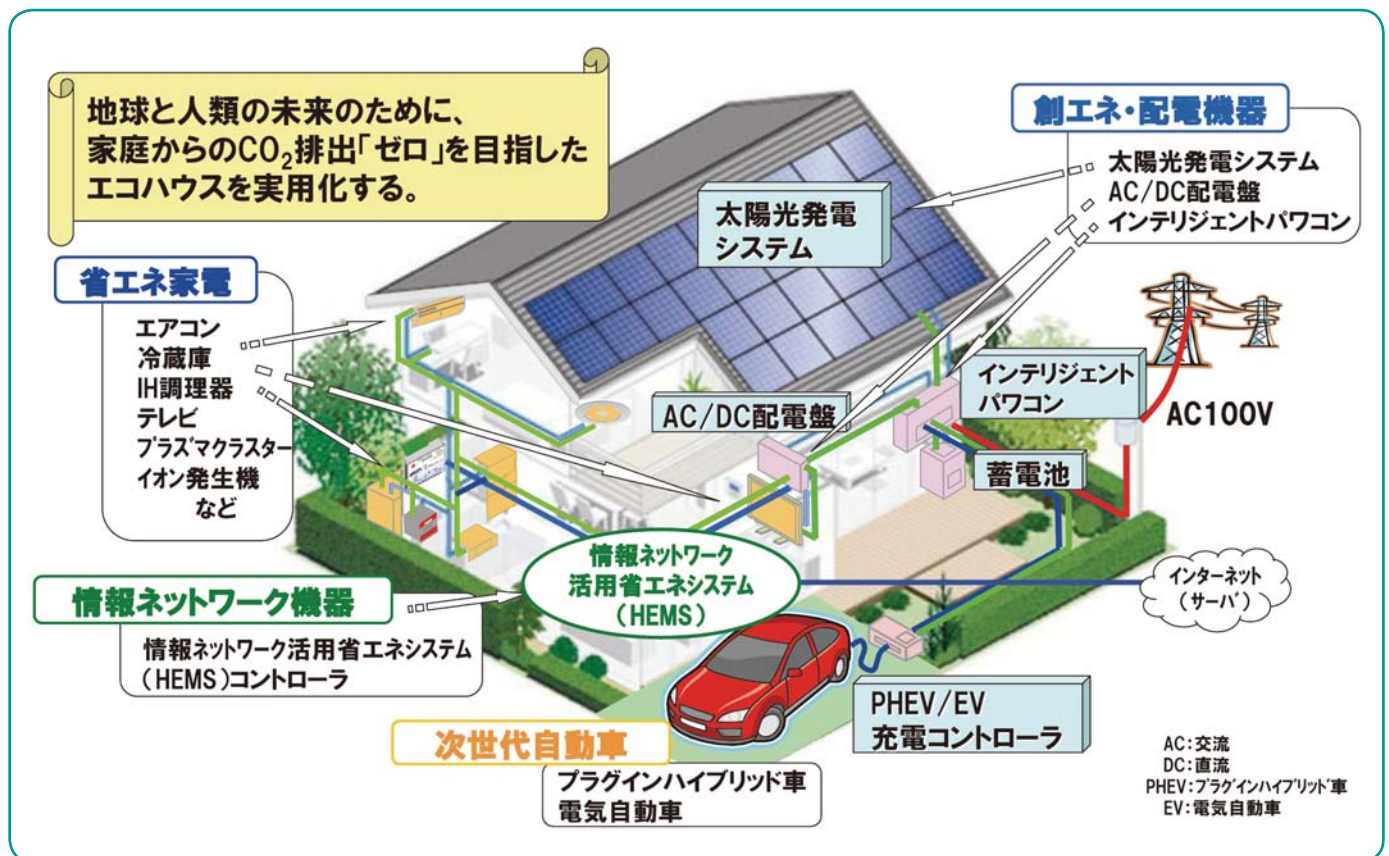 地球と人類の未来のために、
家庭からのCO₂排出「ゼロ」を目指した
エコハウスを実用化する。
創エネ・配電機器
太陽光発電システム
AC/DC配電盤
インテリジェントパワコン
太陽光発電
システム
省エネ家電
エアコン
冷蔵庫
IH調理器
テレビ
プラズマクラスター
イオン発生機
など
AC/DC配電盤
インテリジェント
パワコン
AC100V
蓄電池
情報ネットワーク
活用省エネシステム
(HEMS)
インターネット
(サーバ)
情報ネットワーク機器
情報ネットワーク活用省エネシステム
(HEMS)コントローラ
PHEV/EV
充電コントローラ
次世代自動車
プラグインハイブリッド車
電気自動車
AC:交流
DC:直流
PHEV:プラグインハイブリッド車
EV:電気自動車